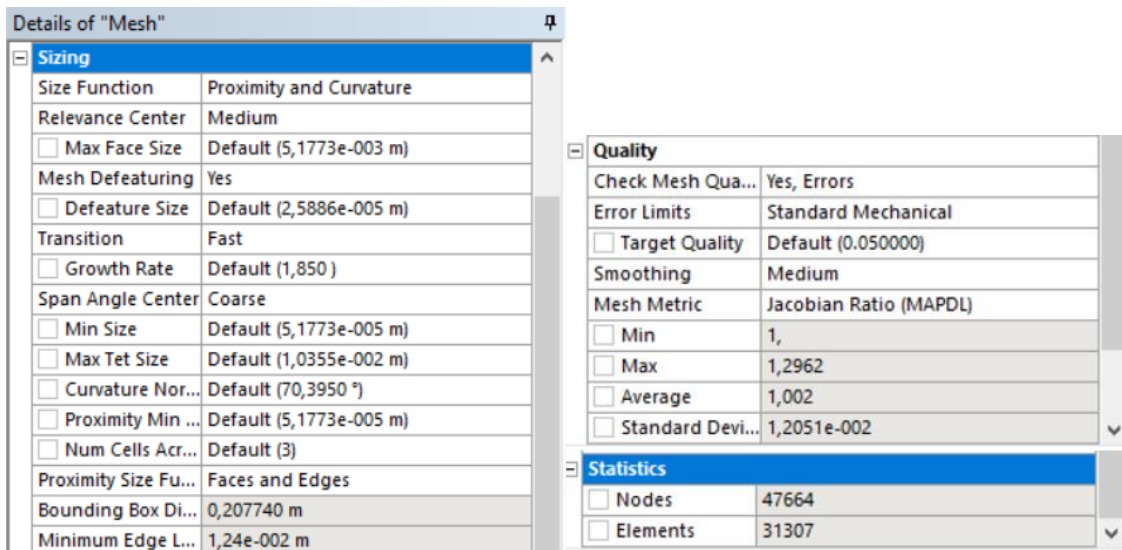 Details of "Mesh"
Sizing
Size Function Proximity and Curvature
Relevance Center Medium
Max Face Size Default (5,1773e-003 m)
Mesh Defeaturing Yes
Defeature Size Default (2,5886e-005 m)
Transition Fast
Growth Rate Default (1,850 )
Span Angle Center Coarse
Min Size Default (5,1773e-005 m)
Max Tet Size Default (1,0355e-002 m)
Curvature Nor... Default (70,3950 °)
Proximity Min ... Default (5,1773e-005 m)
Num Cells Acr... Default (3)
Proximity Size Fu... Faces and Edges
Bounding Box Di... 0,207740 m
Minimum Edge L... 1,24e-002 m
Quality
Check Mesh Qua... Yes, Errors
Error Limits Standard Mechanical
Target Quality Default (0.050000)
Smoothing Medium
Mesh Metric Jacobian Ratio (MAPDL)
Min 1,
Max 1,2962
Average 1,002
Standard Devi... 1,2051e-002
Statistics
Nodes 47664
Elements 31307